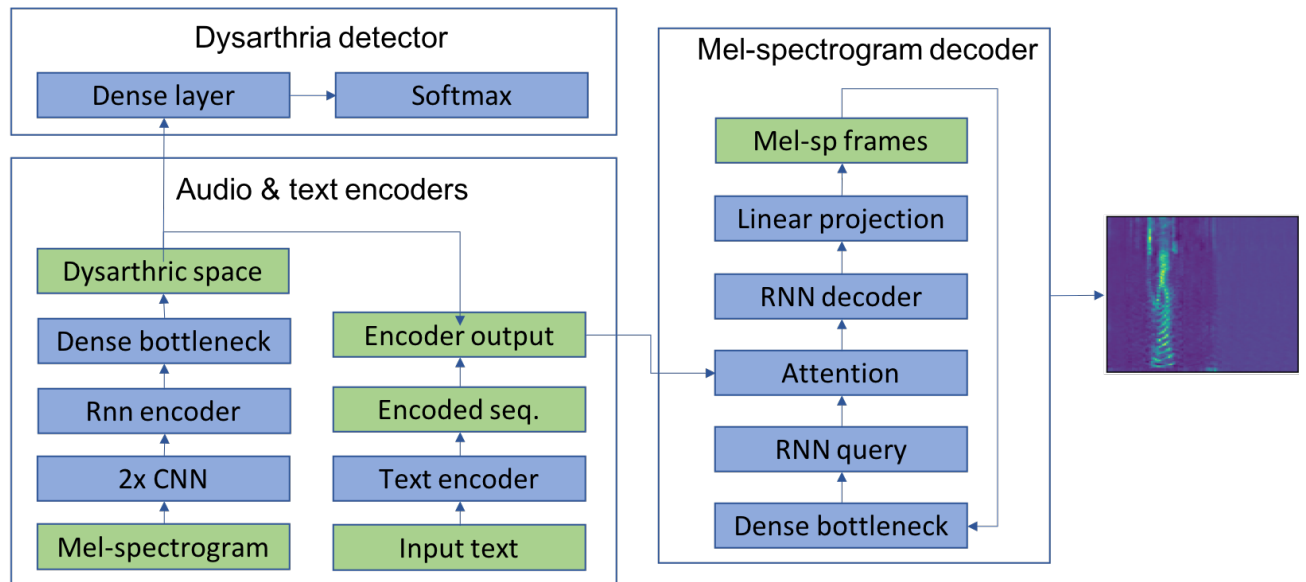 Dysarthria detector
Dense layer
Softmax
Audio & text encoders
Dysarthric space
Dense bottleneck
Rnn encoder
2x CNN
Mel-spectrogram
Encoder output
Encoded seq.
Text encoder
Input text
Mel-spectrogram decoder
Mel-sp frames
Linear projection
RNN decoder
Attention
RNN query
Dense bottleneck